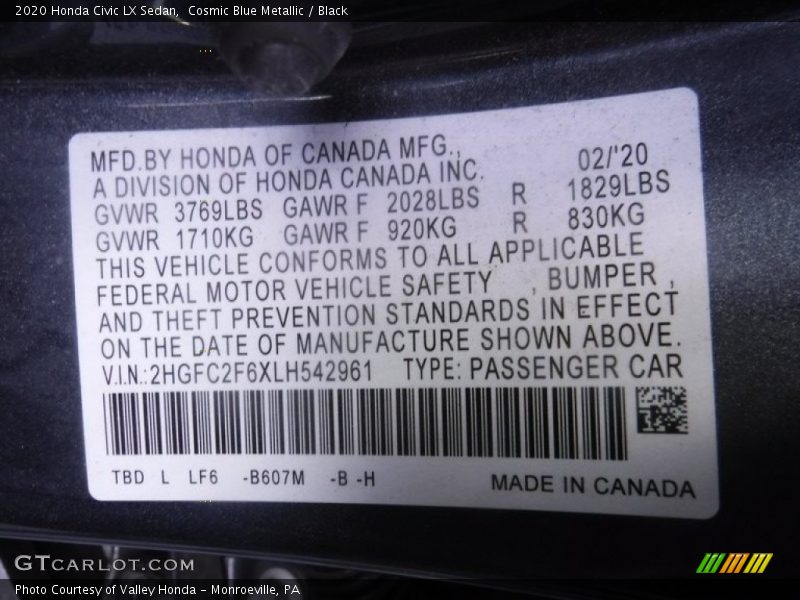 2020 Honda Civic LX Sedan,  Cosmic Blue Metallic / Black
MFD.BY HONDA OF CANADA MFG., 02/'20
A DIVISION OF HONDA CANADA INC.
GVWR 3769LBS GAWR F 2028LBS R 1829LBS
GVWR 1710KG GAWR F 920KG R 830KG
THIS VEHICLE CONFORMS TO ALL APPLICABLE
FEDERAL MOTOR VEHICLE SAFETY , BUMPER ,
AND THEFT PREVENTION STANDARDS IN EFFECT
ON THE DATE OF MANUFACTURE SHOWN ABOVE.
V.I.N.:2HGFC2F6XLH542961 TYPE: PASSENGER CAR
TBD L LF6 -B607M -B -H MADE IN CANADA
GTCARLOT.COM
Photo Courtesy of Valley Honda - Monroeville, PA